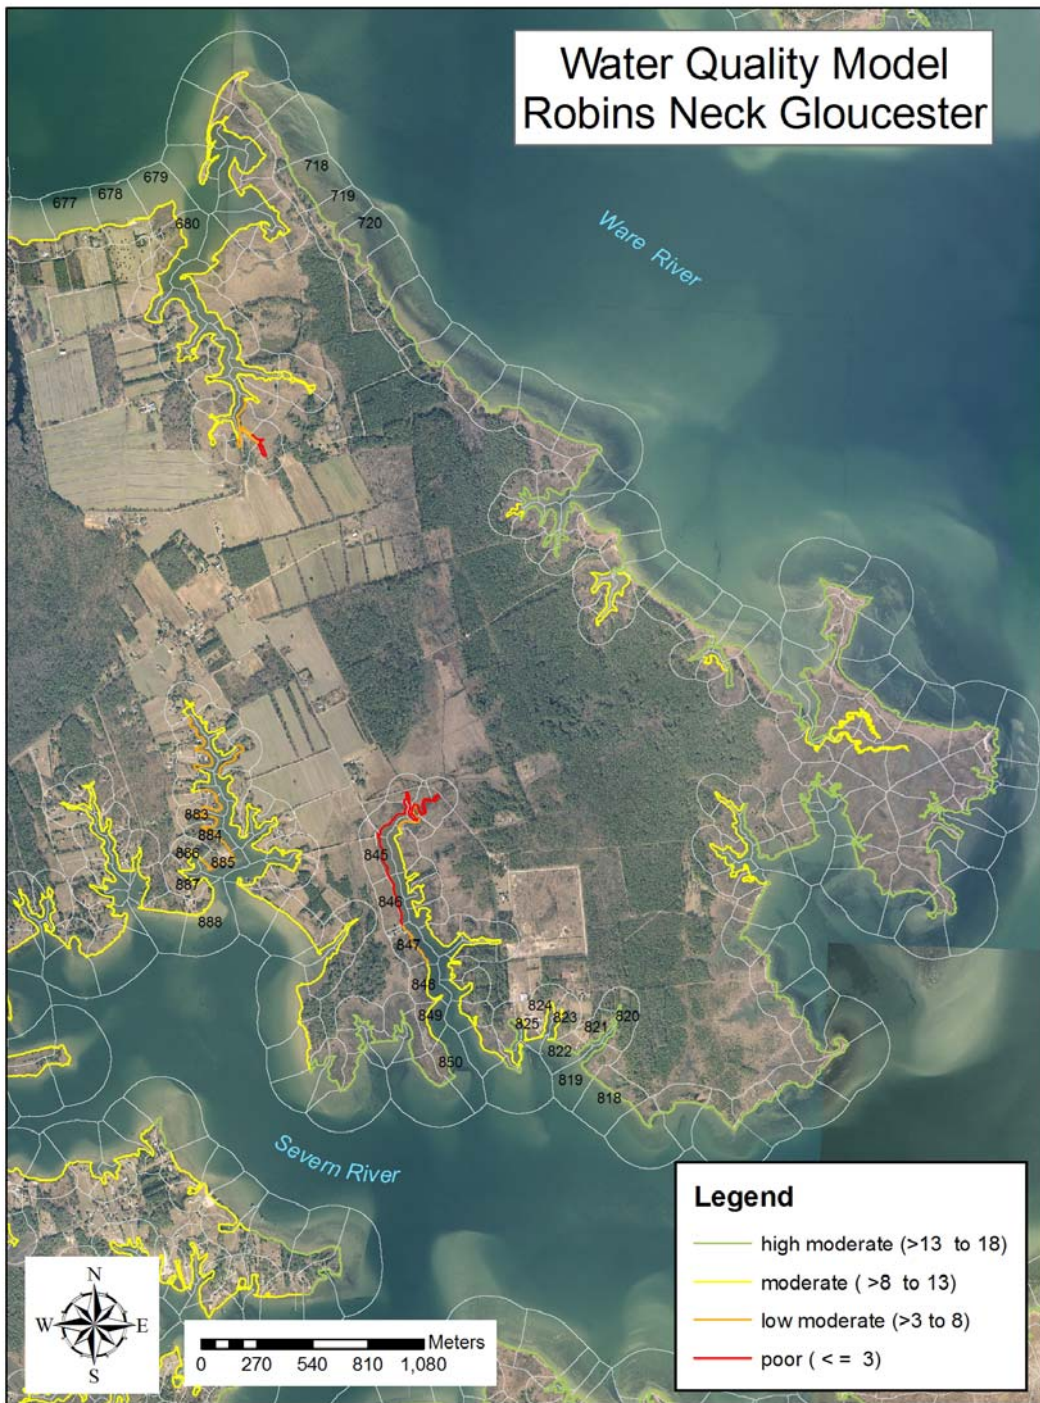 Water Quality Model
Robins Neck Gloucester
718
679
678
719
677
680
720
Ware River
883
884
845
886
885
887
846
888
847
848
824
849
825
823
821
820
822
850
819
818
Severn River
Legend
high moderate (>13 to 18)
moderate ( >8 to 13)
low moderate (>3 to 8)
poor ( < = 3)
N
W E
S
Meters
0 270 540 810 1,080